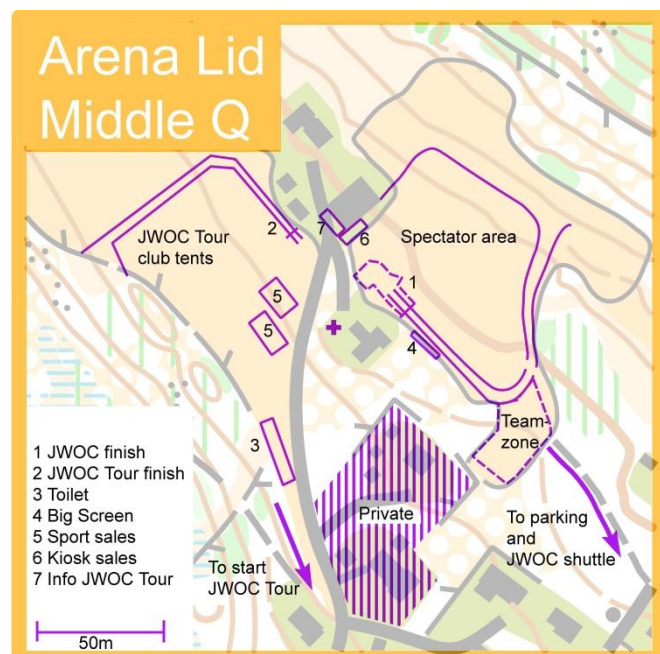 Arena Lid
Middle Q
7
2
6
JWOC Tour
club tents
Spectator area
1
5
5
4
3
Team-
zone
1 JWOC finish
2 JWOC Tour finish
3 Toilet
4 Big Screen
5 Sport sales
6 Kiosk sales
7 Info JWOC Tour
Private
To start
JWOC Tour
To parking
and
JWOC shuttle
50m